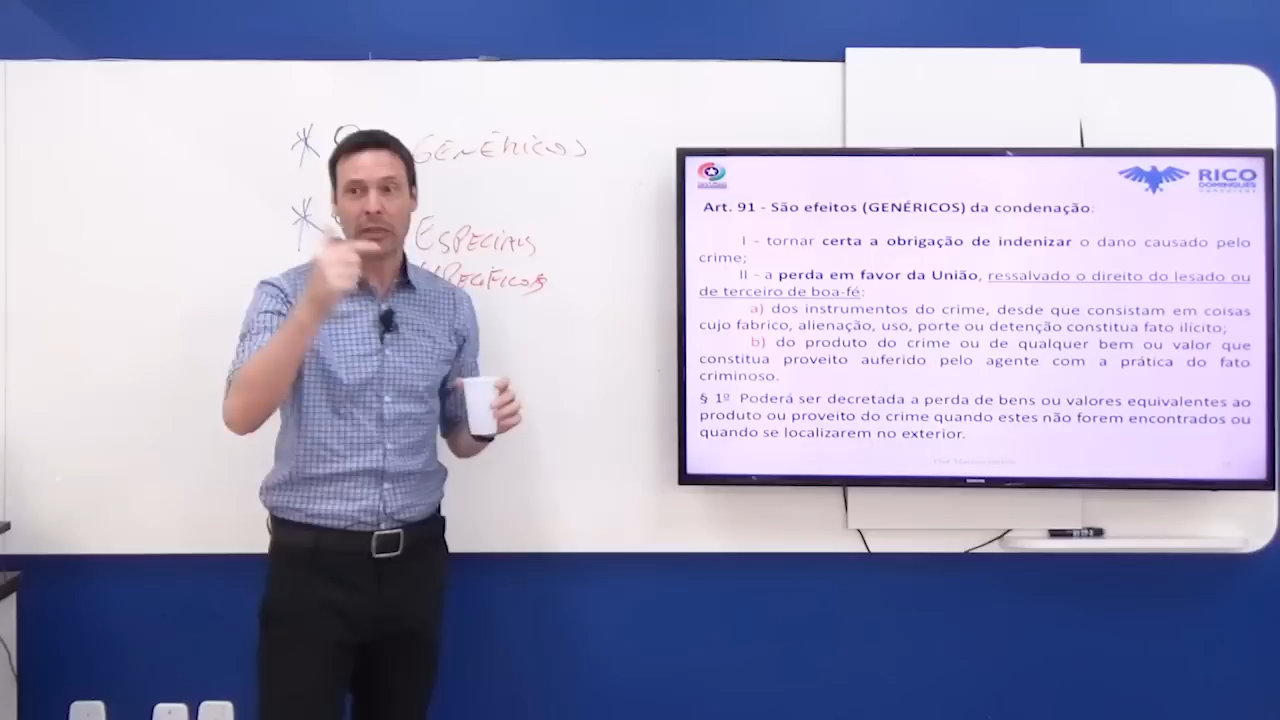 GENÉRICOS
ESPECIAIS
RICO
DOMINGUES
Art. 91 - São efeitos (GENÉRICOS) da condenação:
I - tornar certa a obrigação de indenizar o dano causado pelo
crime;
II - a perda em favor da União, ressalvado o direito do lesado ou
de terceiro de boa-fé:
a) dos instrumentos do crime, desde que consistam em coisas
cujo fabrico, alienação, uso, porte ou detenção constitua fato ilícito;
b) do produto do crime ou de qualquer bem ou valor que
constitua proveito auferido pelo agente com a prática do fato
criminoso.
§ 1º Poderá ser decretada a perda de bens ou valores equivalentes ao
produto ou proveito do crime quando estes não forem encontrados ou
quando se localizarem no exterior.